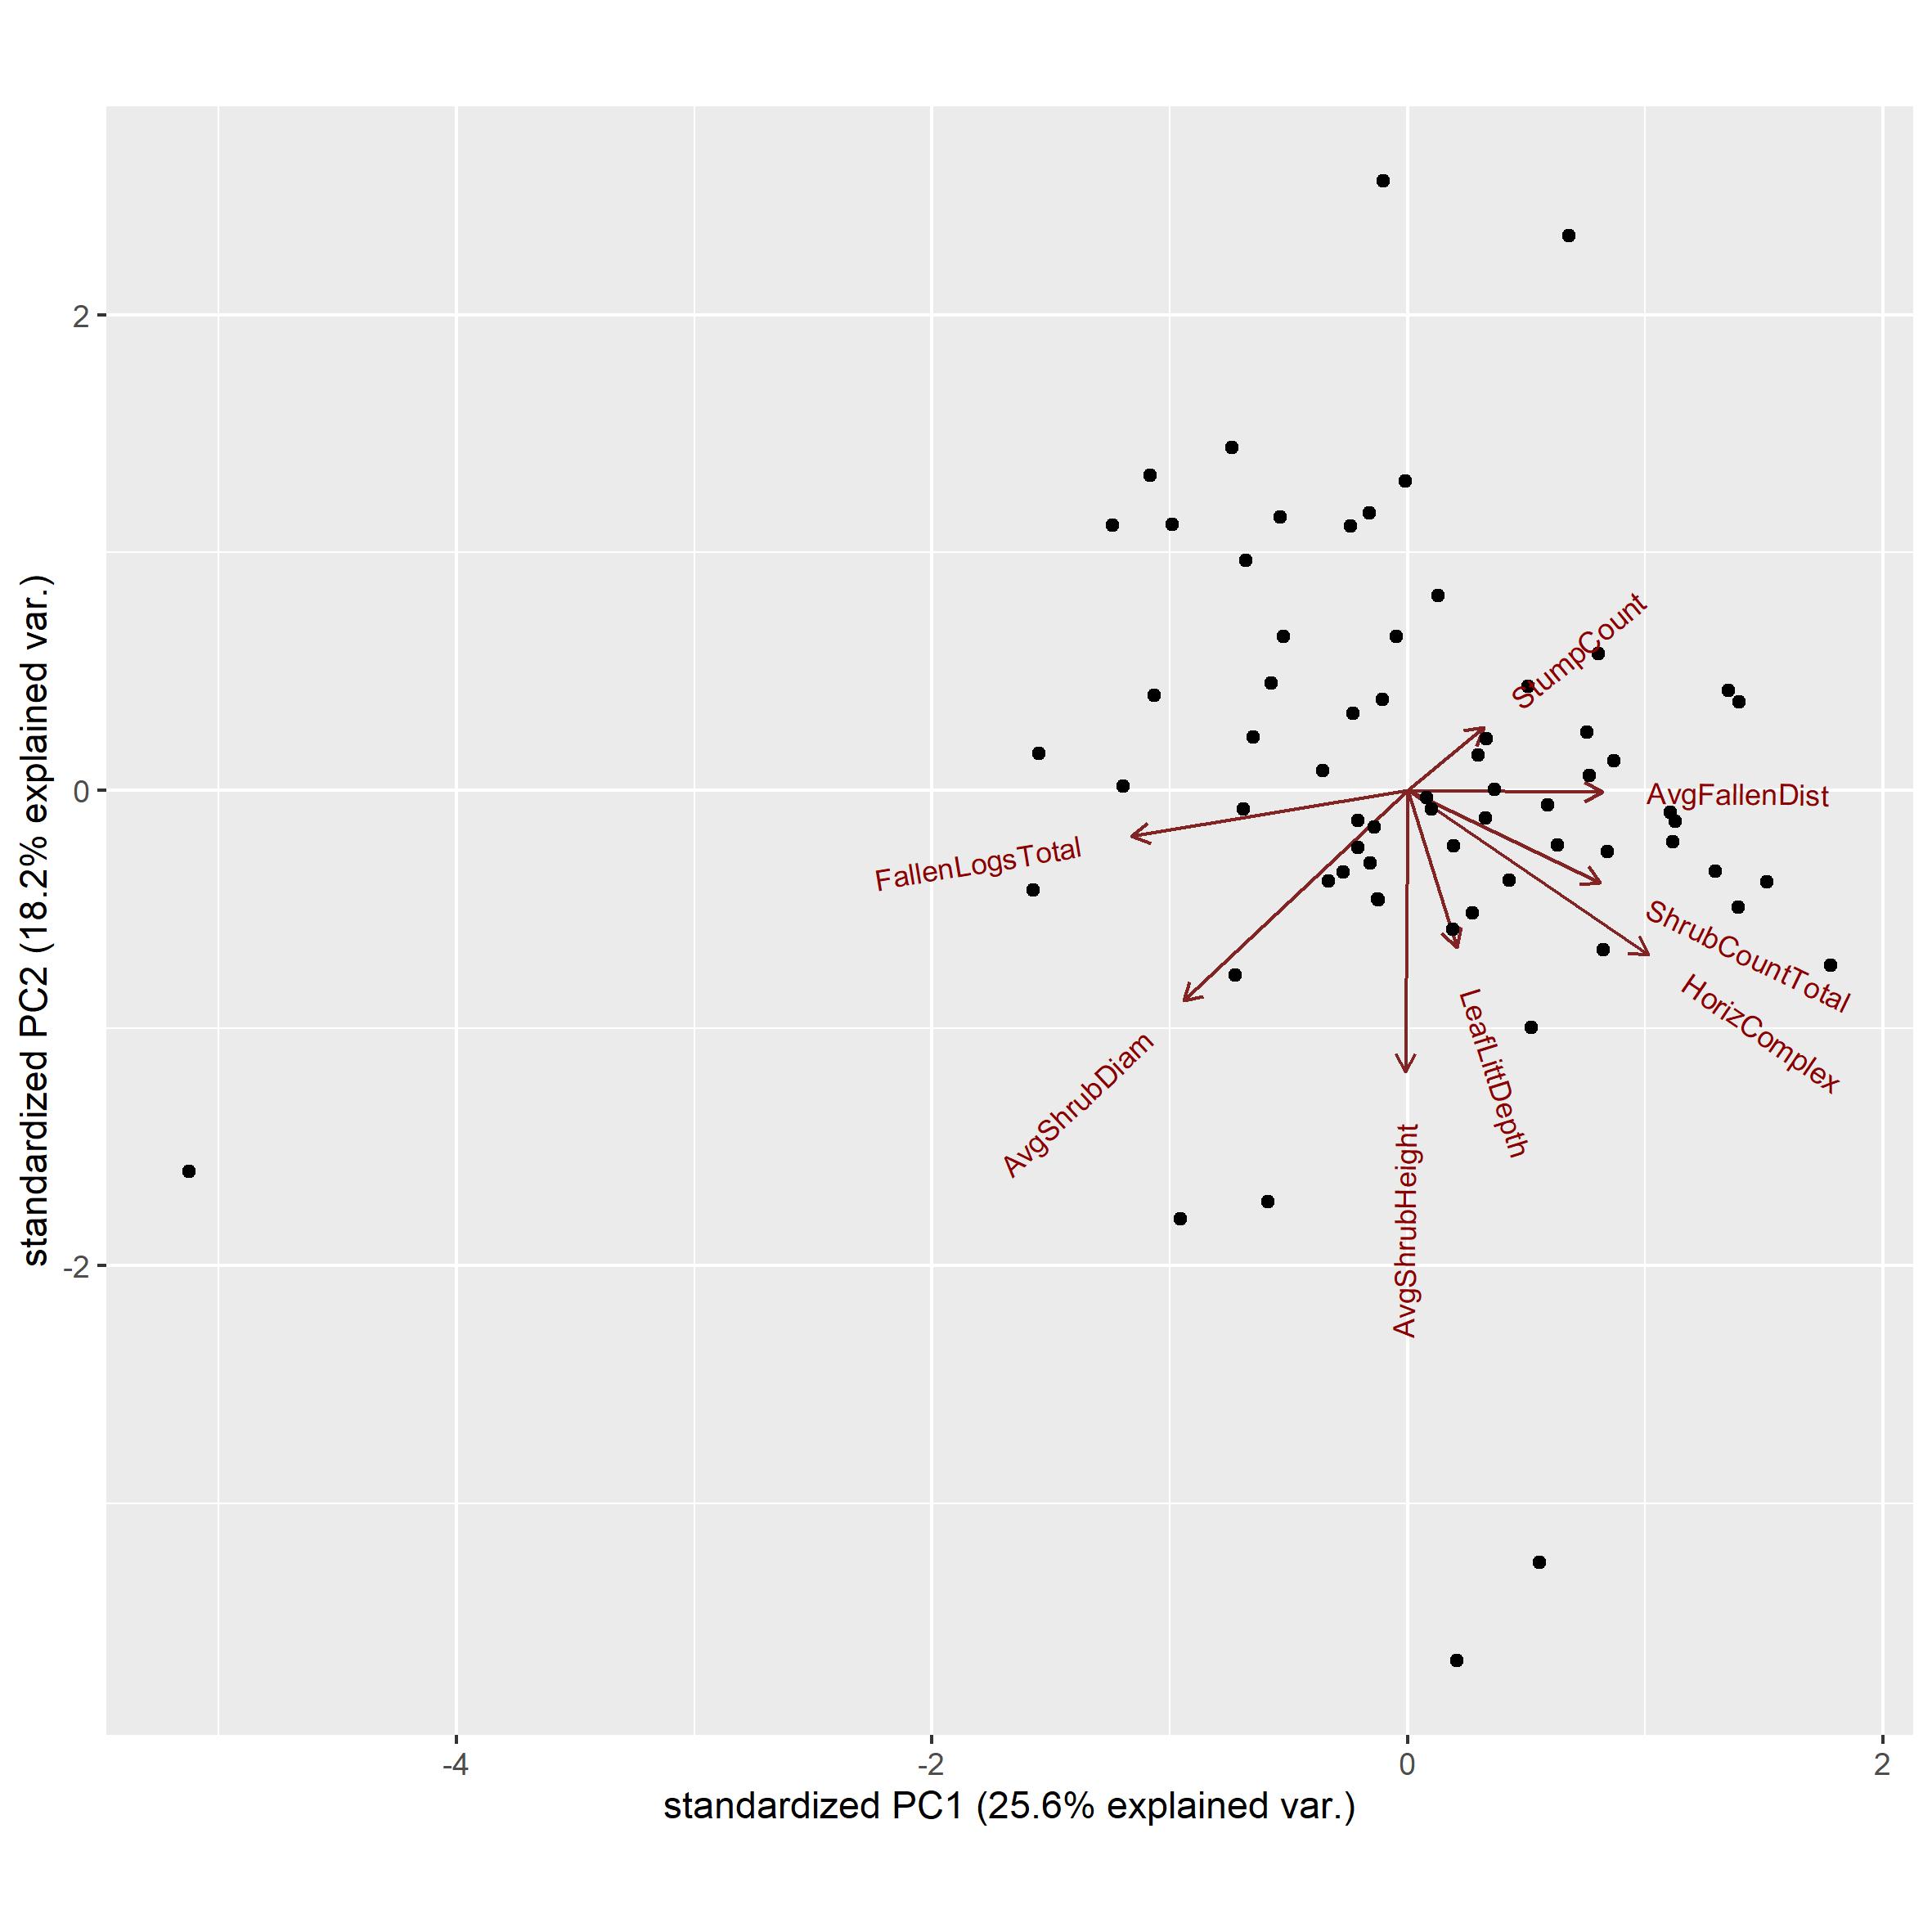 standardized PC2 (18.2% explained var.)
2
0
-2
StumpCount
AvgFallenDist
FallenLogsTotal
ShrubCountTotal
HorizComplex
LeafLittDepth
AvgShrubDiam
AvgShrubHeight
-4
-2
0
2
standardized PC1 (25.6% explained var.)